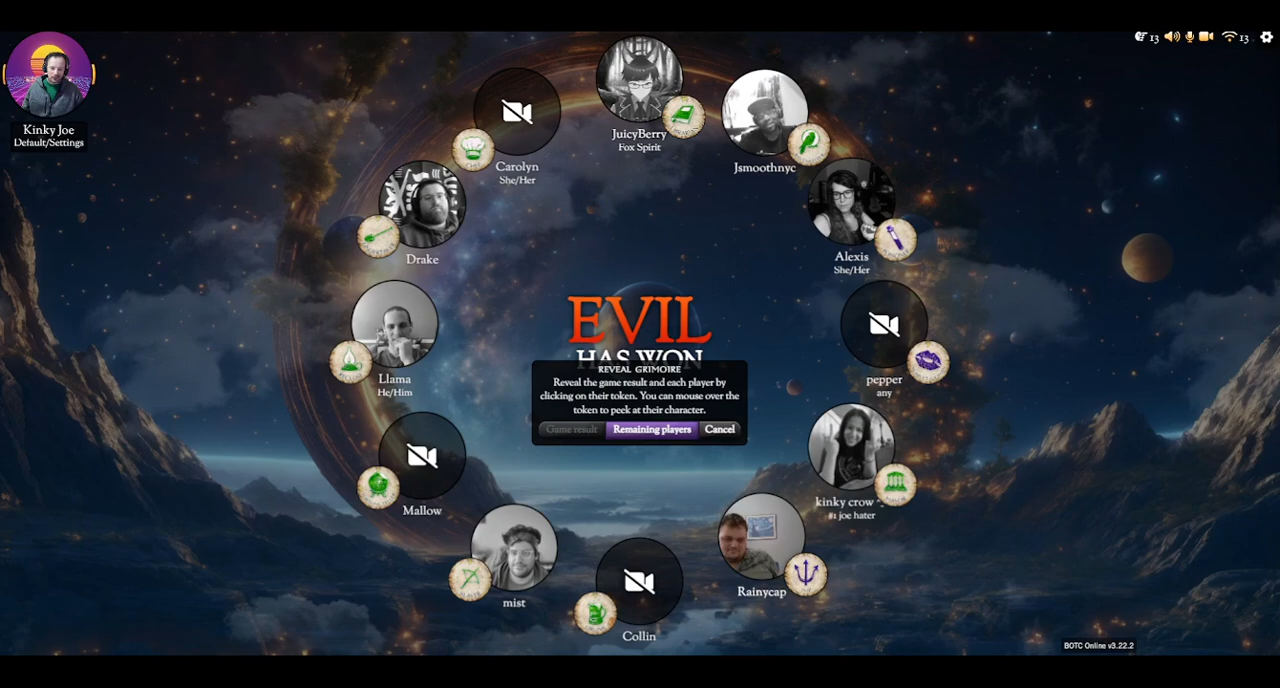 13
13
Kinky Joe
Default/Settings
JuicyBerry
Fox Spirit
Carolyn
She/Her
Jsmoothnyc
Drake
Alexis
She/Her
EVIL
HAS WON
REVEAL GRIMOIRE
Reveal the game result and each player by
clicking on their token. You can mouse over the
token to peek at their character.
Game result
Remaining players
Cancel
Llama
He/Him
pepper
any
kinky crow
#1 joe hater
Mallow
Rainycap
mist
Collin
BOTC Online v3.22.2